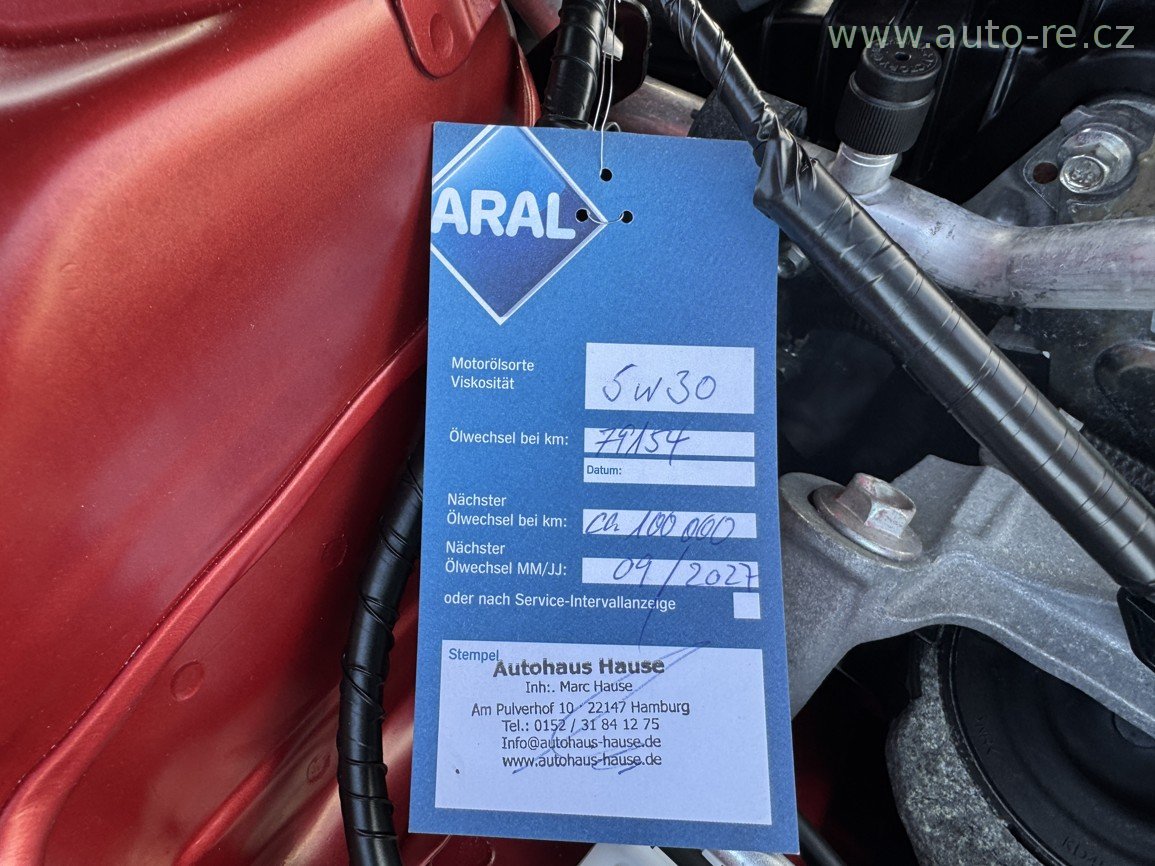 www.auto-re.cz
ARAL
Motorölsorte
Viskosität
5W30
Ölwechsel bei km:
79154
Datum:
Nächster
Ölwechsel bei km:
ca. 100 000
Nächster
Ölwechsel MM/JJ:
09/2027
oder nach Service-Intervallanzeige
Stempel
Autohaus Hause
Inh:. Marc Hause
Am Pulverhof 10 · 22147 Hamburg
Tel.: 0152 / 31 84 12 75
Info@autohaus-hause.de
www.autohaus-hause.de